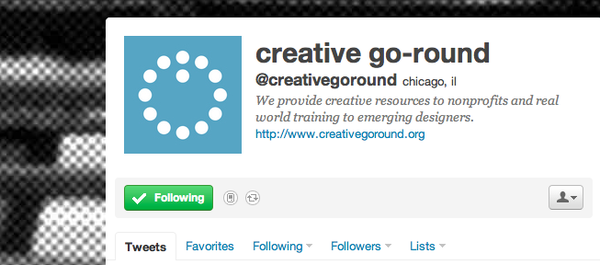 creative go-round
@creativegoround chicago, il
We provide creative resources to nonprofits and real
world training to emerging designers.
http://www.creativegoround.org
Following
Tweets Favorites Following Followers Lists